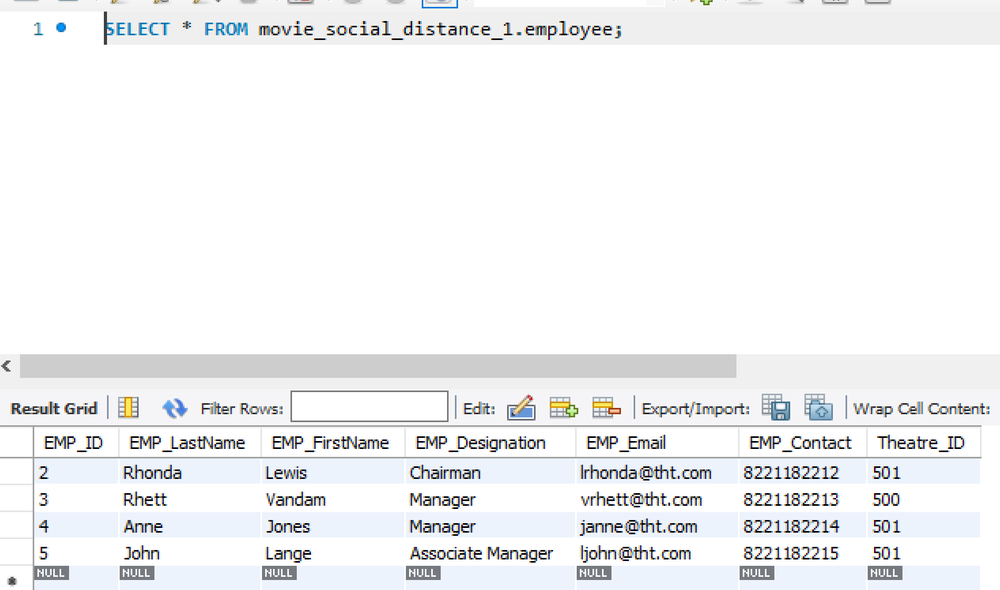 1 SELECT * FROM movie_social_distance_1.employee;
Result Grid Filter Rows: Edit: Export/Import: Wrap Cell Content:
EMP_ID EMP_LastName EMP_FirstName EMP_Designation EMP_Email EMP_Contact Theatre_ID
2 Rhonda Lewis Chairman lrhonda@tht.com 8221182212 501
3 Rhett Vandam Manager vrhett@tht.com 8221182213 500
4 Anne Jones Manager janne@tht.com 8221182214 501
5 John Lange Associate Manager ljohn@tht.com 8221182215 501
NULL NULL NULL NULL NULL NULL NULL